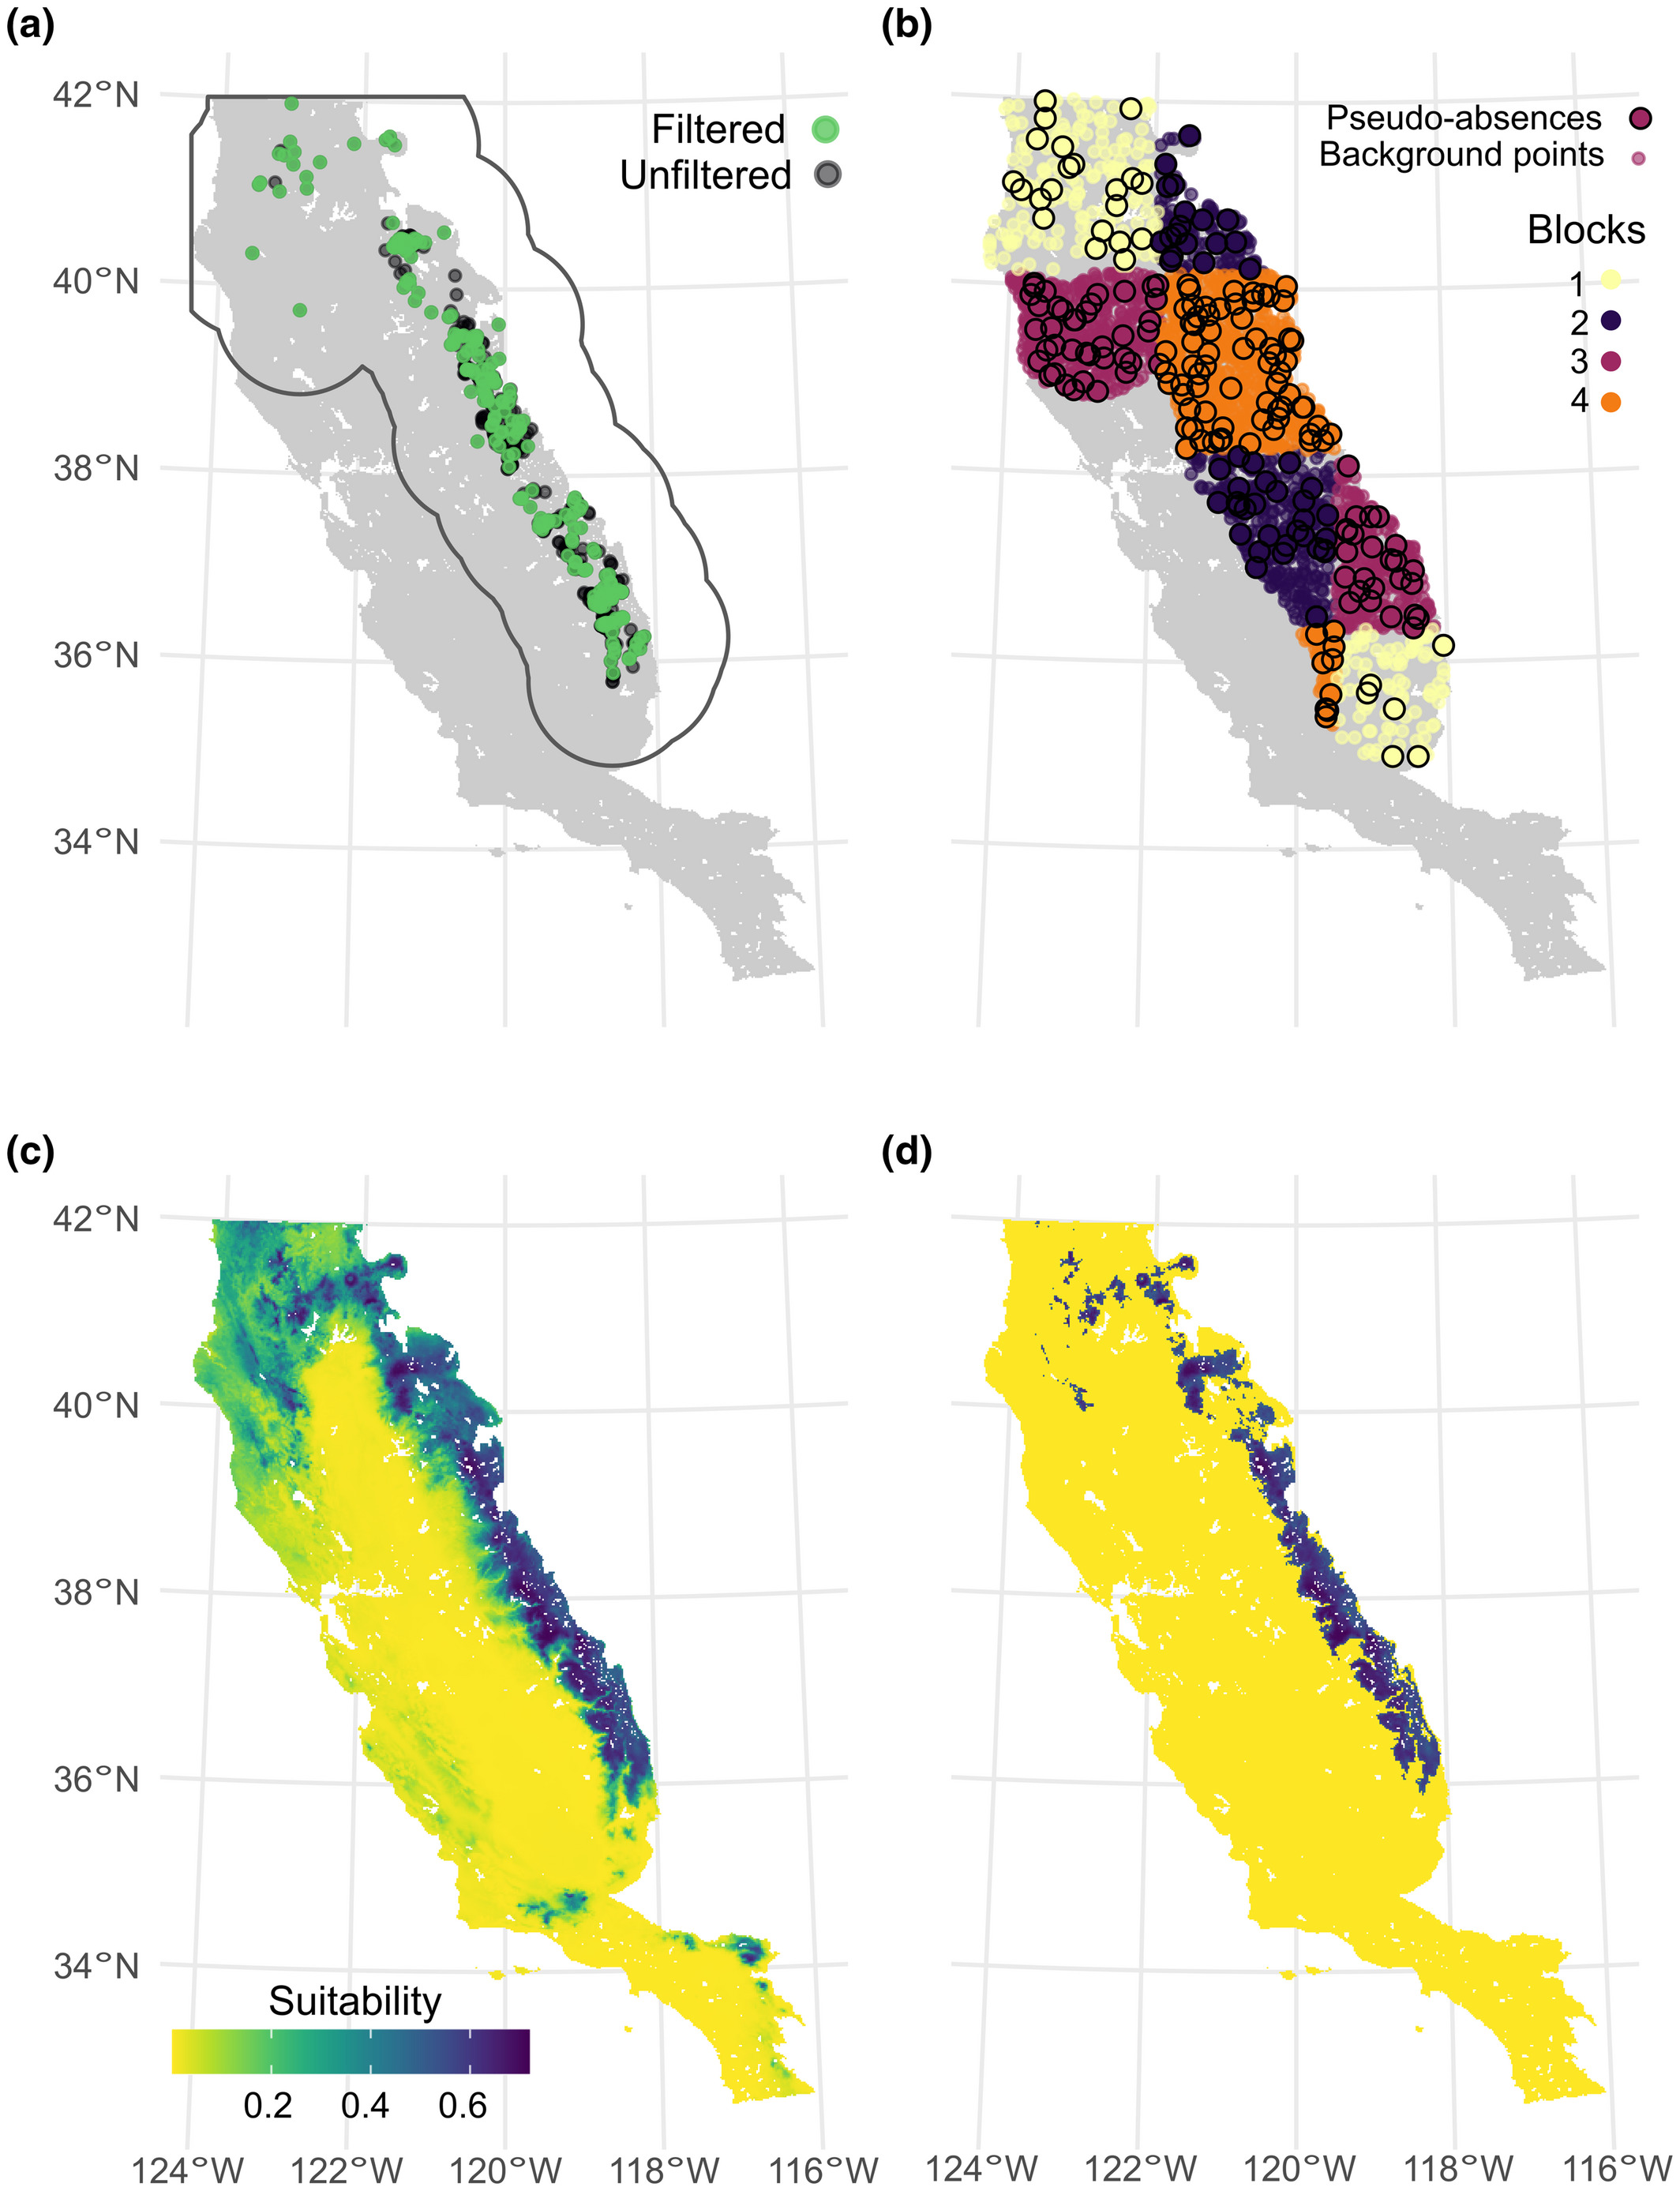 (a)
42°N
40°N
38°N
36°N
34°N
Filtered
Unfiltered
(b)
Pseudo-absences
Background points
Blocks
1
2
3
4
(c)
42°N
40°N
38°N
36°N
34°N
Suitability
0.2 0.4 0.6
124°W 122°W 120°W 118°W 116°W
(d)
124°W 122°W 120°W 118°W 116°W